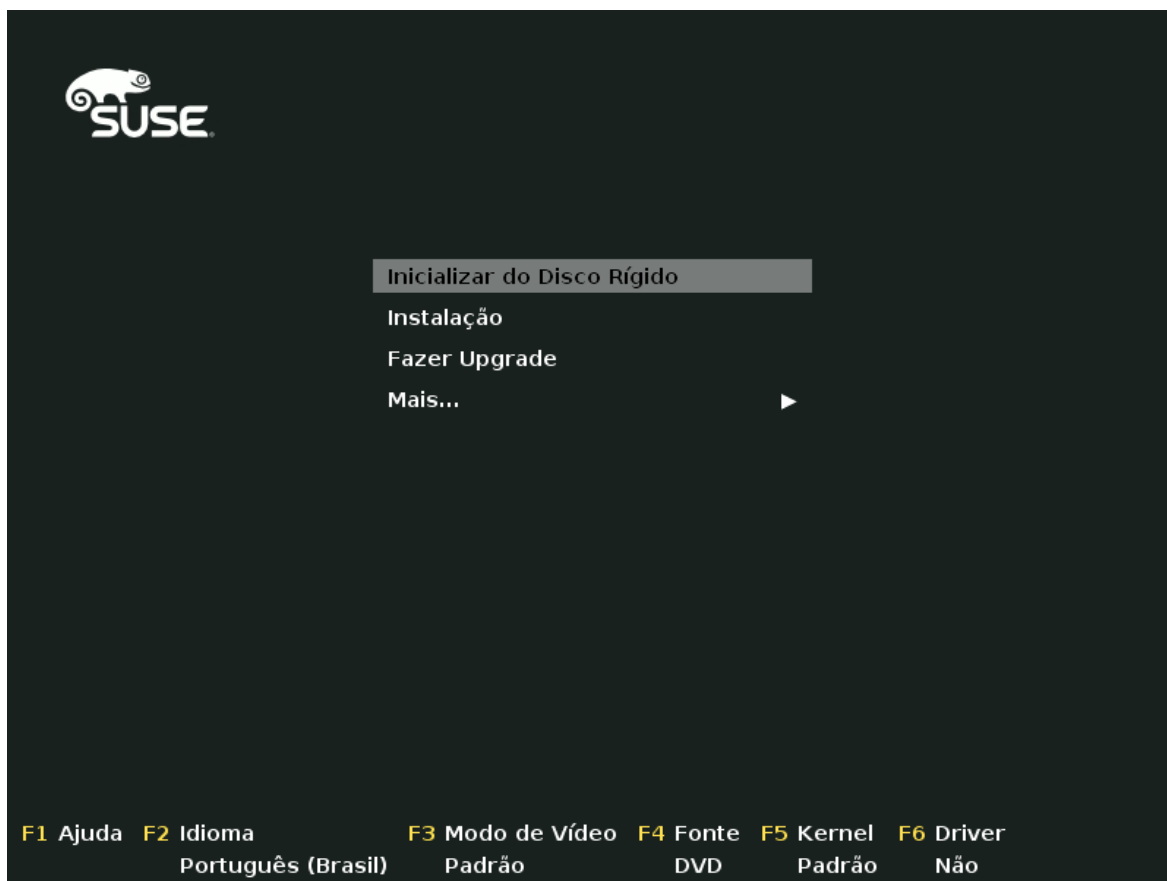 SUSE.
Inicializar do Disco Rígido
Instalação
Fazer Upgrade
Mais...
F1 Ajuda F2 Idioma F3 Modo de Vídeo F4 Fonte F5 Kernel F6 Driver
Português (Brasil) Padrão DVD Padrão Não